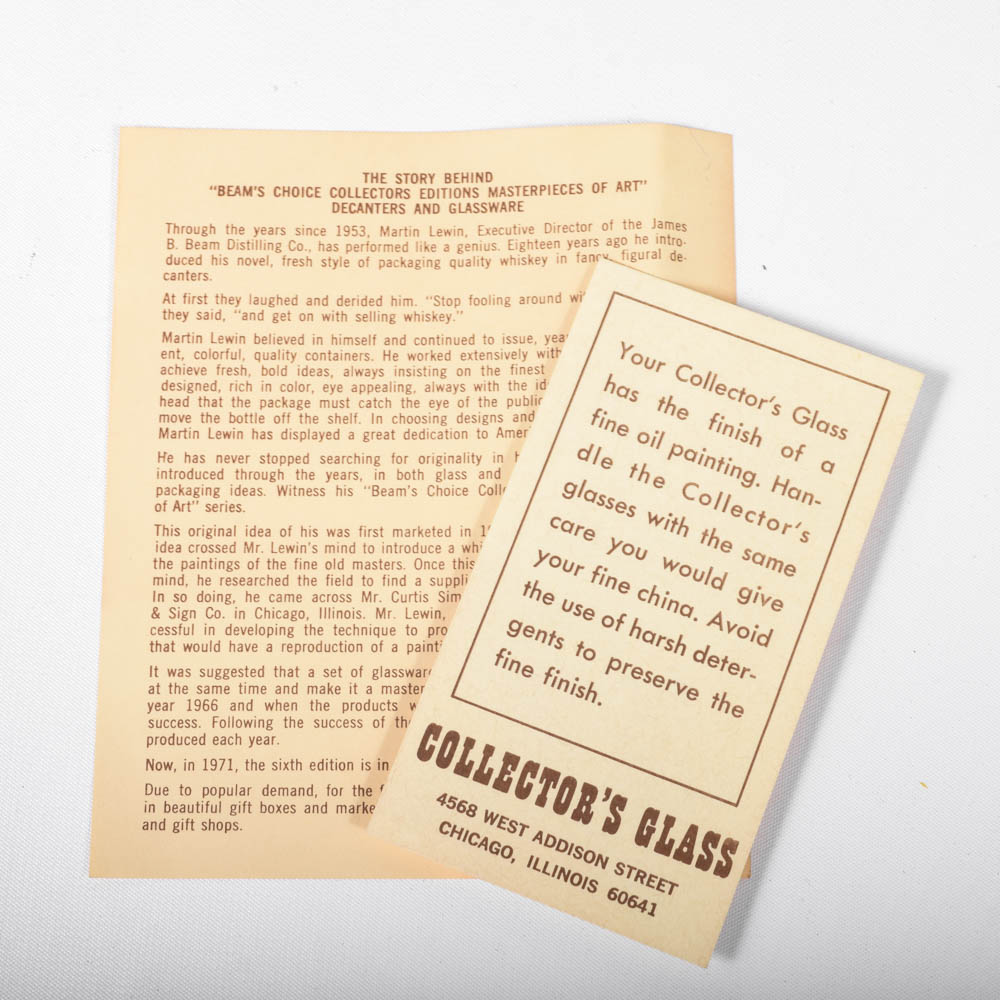 THE STORY BEHIND
"BEAM'S CHOICE COLLECTORS EDITIONS MASTERPIECES OF ART"
DECANTERS AND GLASSWARE
Through the years since 1953, Martin Lewin, Executive Director of the James
B. Beam Distilling Co., has performed like a genius. Eighteen years ago he intro-
duced his novel, fresh style of packaging quality whiskey in fancy, figural de-
canters.
At first they laughed and derided him. "Stop fooling around
they said, "and get on with selling whiskey."
Martin Lewin believed in himself and continued to issue,
ent, colorful, quality containers. He worked extensively with
achieve fresh, bold ideas, always insisting on the finest
designed, rich in color, eye appealing, always with the
head that the package must catch the eye of the public
move the bottle off the shelf. In choosing designs and
Martin Lewin has displayed a great dedication to
He has never stopped searching for originality in
introduced through the years, in both glass and
packaging ideas. Witness his "Beam's Choice
of Art" series.
This original idea of his was first marketed in
idea crossed Mr. Lewin's mind to introduce a
the paintings of the fine old masters. Once this
mind, he researched the field to find a
In so doing, he came across Mr. Curtis
& Sign Co. in Chicago, Illinois. Mr. Lewin,
cessful in developing the technique to
that would have a reproduction of a
It was suggested that a set of
at the same time and make it a
year 1966 and when the products
success. Following the success of
produced each year.
Now, in 1971, the sixth edition is in
Due to popular demand, for the
in beautiful gift boxes and
and gift shops.
Your Collector's Glass
has the finish of a
fine oil painting. Han-
dle the Collector's
glasses with the same
care you would give
your fine china. Avoid
the use of harsh deter-
gents to preserve the
fine finish.
COLLECTOR'S GLASS
4568 WEST ADDISON STREET
CHICAGO, ILLINOIS 60641